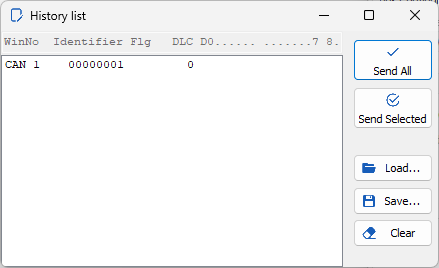 History list
WinNo Identifier Flg DLC D0...... .......7 8.
CAN 1 00000001 0
Send All
Send Selected
Load...
Save...
Clear